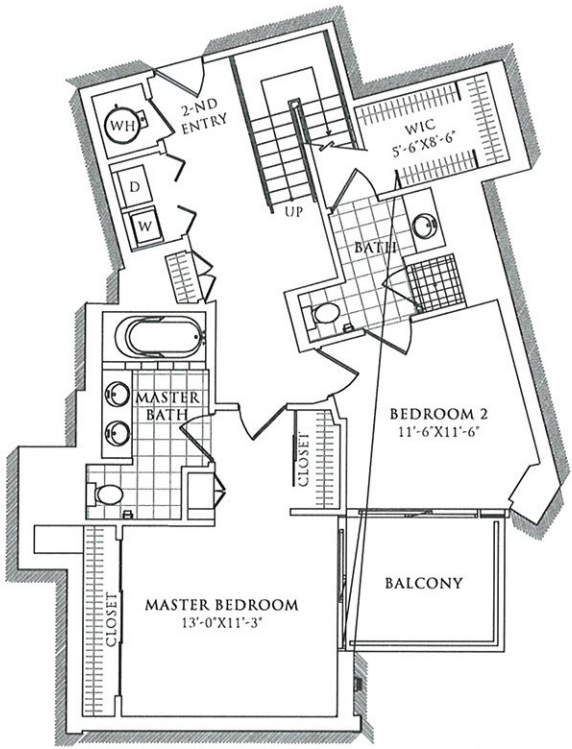 2-ND
ENTRY
WH
WIC
5'-6"X8'-6"
D
W
UP
BATH
MASTER
BATH
BEDROOM 2
11'-6"X11'-6"
CLOSET
BALCONY
MASTER BEDROOM
13'-0"X11'-3"
CLOSET